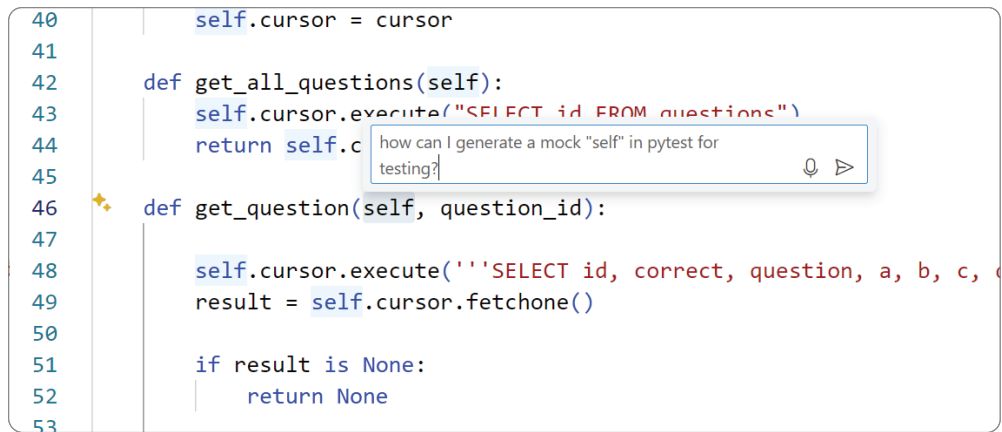 40 self.cursor = cursor
41
42 def get_all_questions(self):
43 self.cursor.execute("SELECT id FROM questions")
44 return self.c
how can I generate a mock "self" in pytest for
testing?
45
46 def get_question(self, question_id):
47
48 self.cursor.execute('''SELECT id, correct, question, a, b, c,
49 result = self.cursor.fetchone()
50
51 if result is None:
52 return None
53